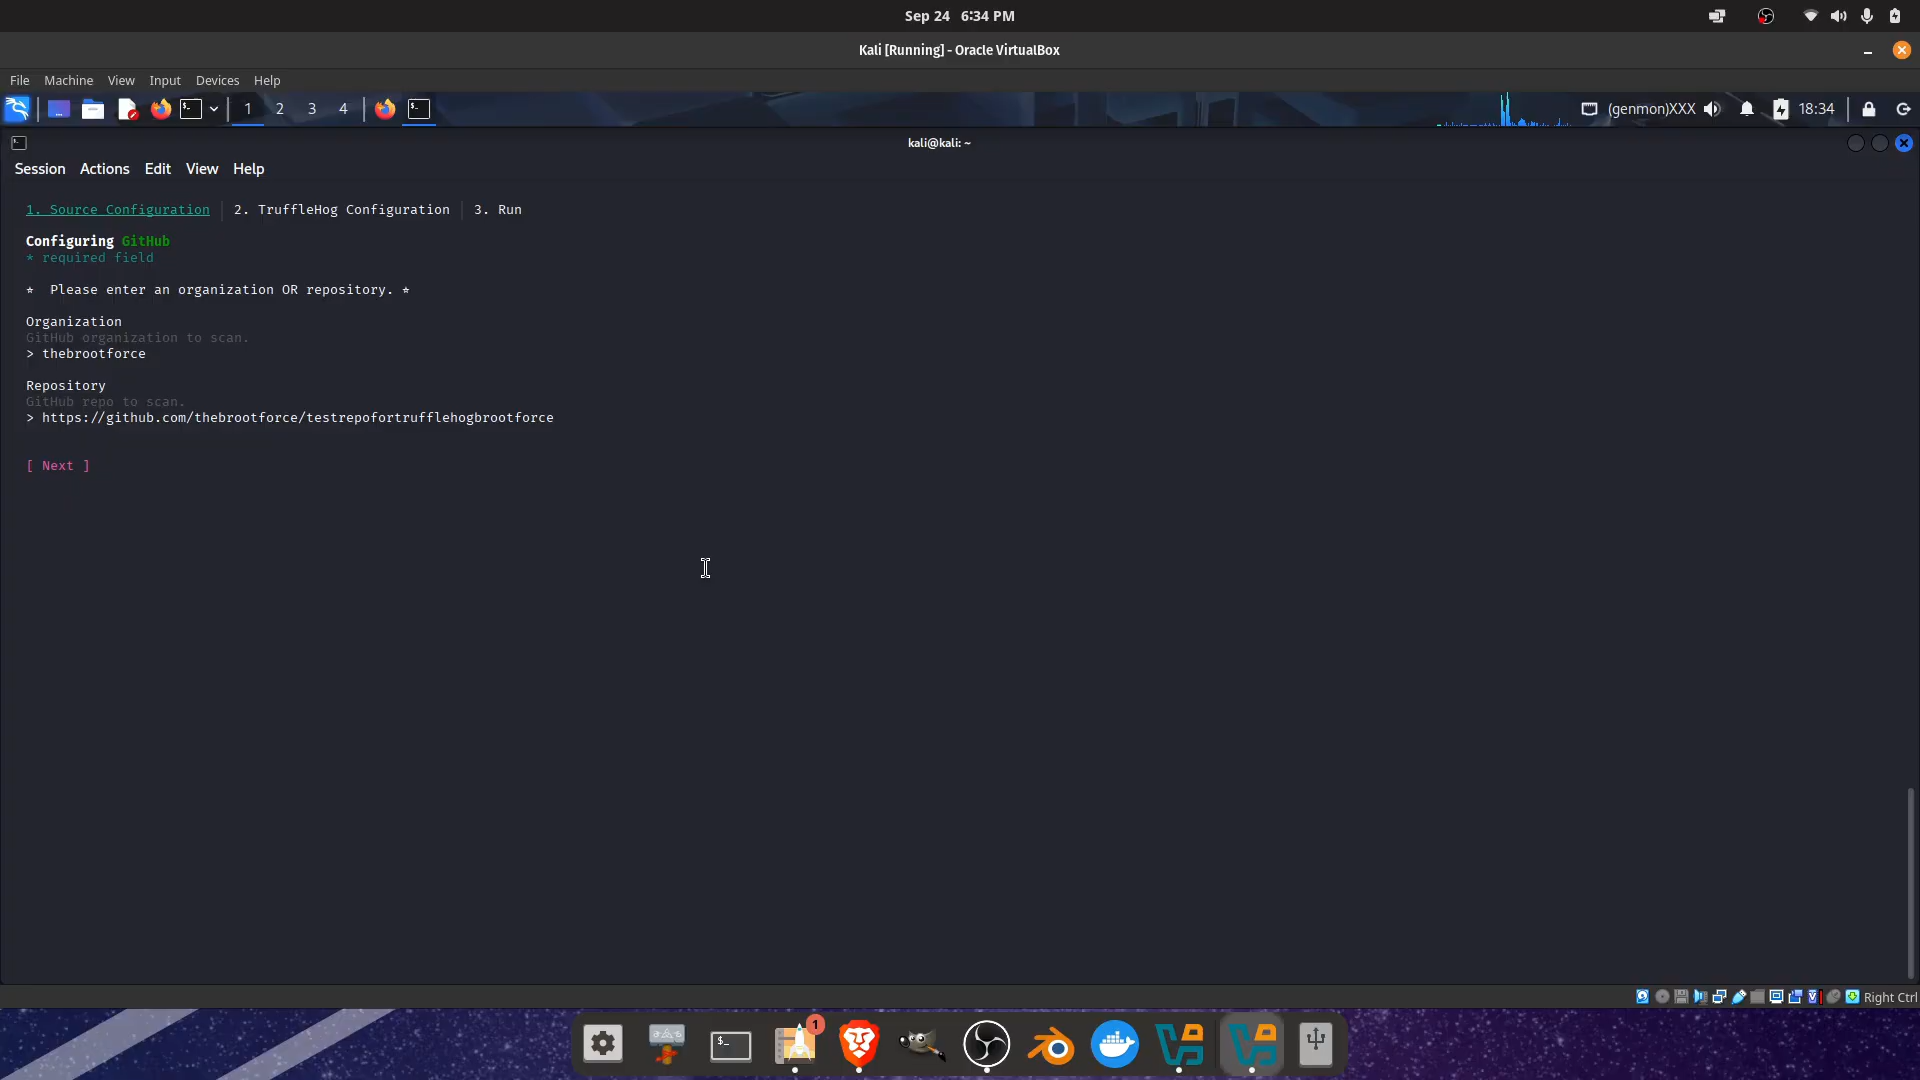 Sep 24 6:34 PM
Kali [Running] - Oracle VirtualBox
File Machine View Input Devices Help
1 2 3 4 (genmon)XXX 18:34
kali@kali: ~
Session Actions Edit View Help
1. Source Configuration | 2. TruffleHog Configuration | 3. Run
Configuring GitHub
* required field
* Please enter an organization OR repository. *
Organization
GitHub organization to scan.
> thebrootforce
Repository
GitHub repo to scan.
> https://github.com/thebrootforce/testrepofortrufflehogbrootforce
[ Next ]
Right Ctrl
1